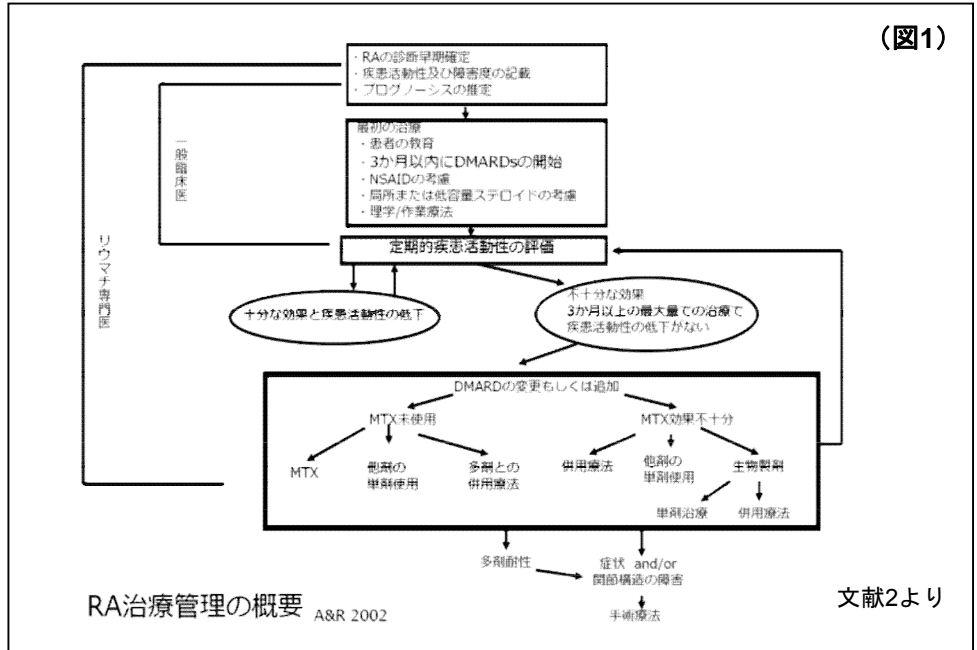 (図1)
・RAの診断早期確定
・疾患活動性及び障害度の記載
・プログノーシスの推定
最初の治療
・患者の教育
・3か月以内にDMARDsの開始
・NSAIDの考慮
・局所または低容量ステロイドの考慮
・理学/作業療法
一般臨床医
リウマチ専門医
定期的疾患活動性の評価
十分な効果と疾患活動性の低下
不十分な効果
3か月以上の最大量での治療で
疾患活動性の低下がない
DMARDの変更もしくは追加
MTX未使用
MTX効果不十分
MTX
他剤の
単剤使用
多剤との
併用療法
併用療法
他剤の
単剤使用
生物製剤
単剤治療
併用療法
多剤耐性
症状 and/or
関節構造の障害
手術療法
RA治療管理の概要 A&R 2002
文献2より